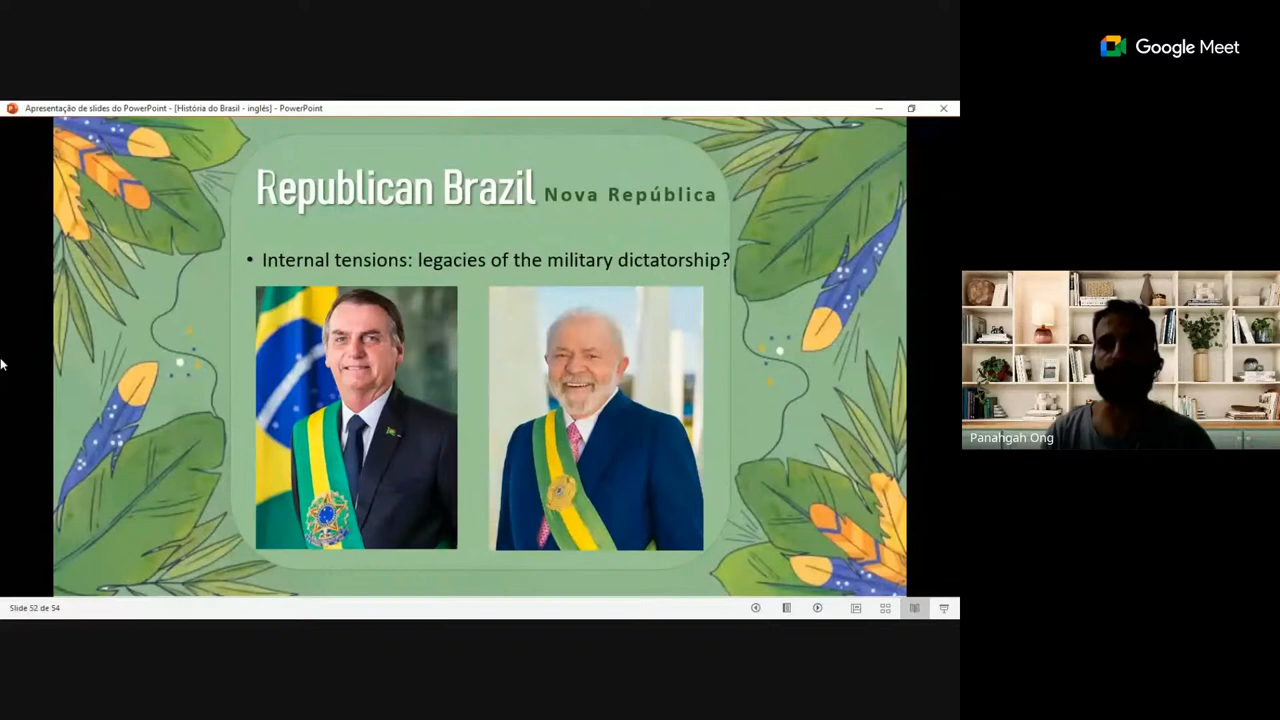 Google Meet
Apresentação de slides do PowerPoint - [História do Brasil - inglês] - PowerPoint
Republican Brazil Nova República
• Internal tensions: legacies of the military dictatorship?
Panahgah Ong
Slide 52 de 54